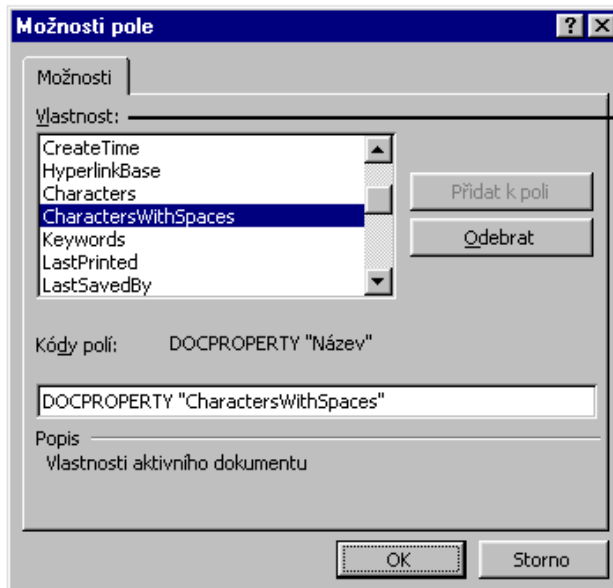 Možnosti pole
Možnosti
Vlastnost:
CreateTime
HyperlinkBase
Characters
CharactersWithSpaces
Keywords
LastPrinted
LastSavedBy
Přidat k poli
Odebrat
Kódy polí: DOCPROPERTY "Název"
DOCPROPERTY "CharactersWithSpaces"
Popis
Vlastnosti aktivního dokumentu
OK Storno